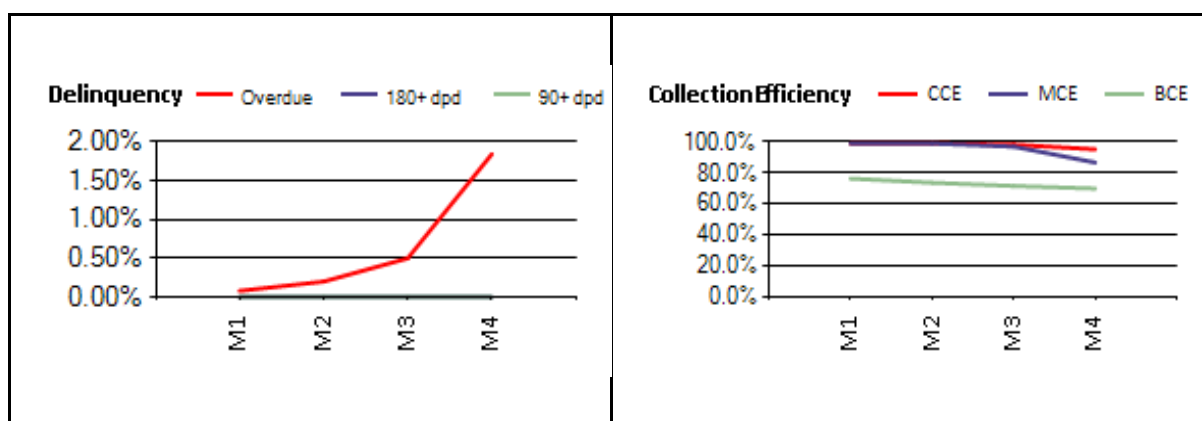 Delinquency Overdue 180+ dpd 90+ dpd
2.00%
1.50%
1.00%
0.50%
0.00%
M1 M2 M3 M4
CollectionEfficiency CCE MCE BCE
100.0%
80.0%
60.0%
40.0%
20.0%
0.0%
M1 M2 M3 M4